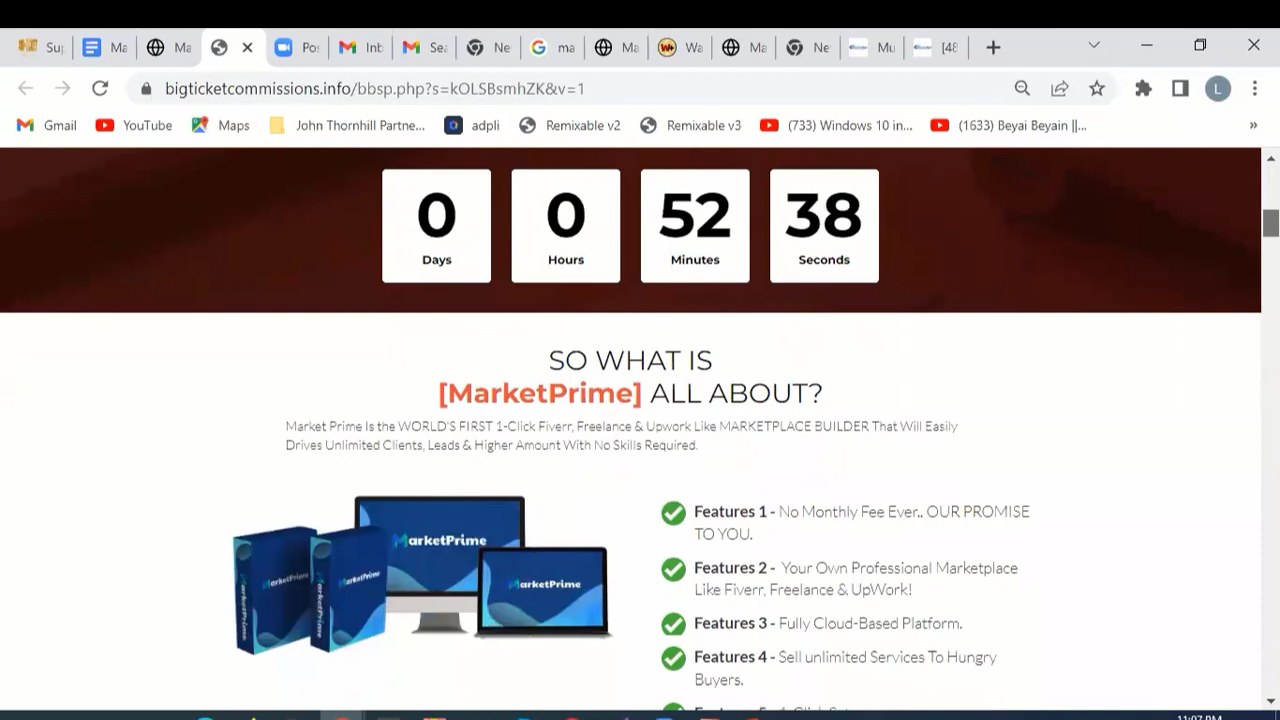 Su
Ma
Ma
Po
Inb
Sea
Ne
ma
Ma
Wa
Ma
Ne
Mu
[48
bigticketcommissions.info/bbsp.php?s=kOLSBsmhZK&v=1
L
Gmail
YouTube
Maps
John Thornhill Partne...
adpli
Remixable v2
Remixable v3
(733) Windows 10 in...
(1633) Beyai Beyain ||...
»
0
0
52
38
Days
Hours
Minutes
Seconds
SO WHAT IS
[MarketPrime] ALL ABOUT?
Market Prime Is the WORLD'S FIRST 1-Click Fiverr, Freelance & Upwork Like MARKETPLACE BUILDER That Will Easily
Drives Unlimited Clients, Leads & Higher Amount With No Skills Required.
MarketPrime
MarketPrime
MarketPrime
MarketPrime
MarketPrime
MarketPrime
Features 1 - No Monthly Fee Ever.. OUR PROMISE
TO YOU.
Features 2 - Your Own Professional Marketplace
Like Fiverr, Freelance & UpWork!
Features 3 - Fully Cloud-Based Platform.
Features 4 - Sell unlimited Services To Hungry
Buyers.
11:07 PM